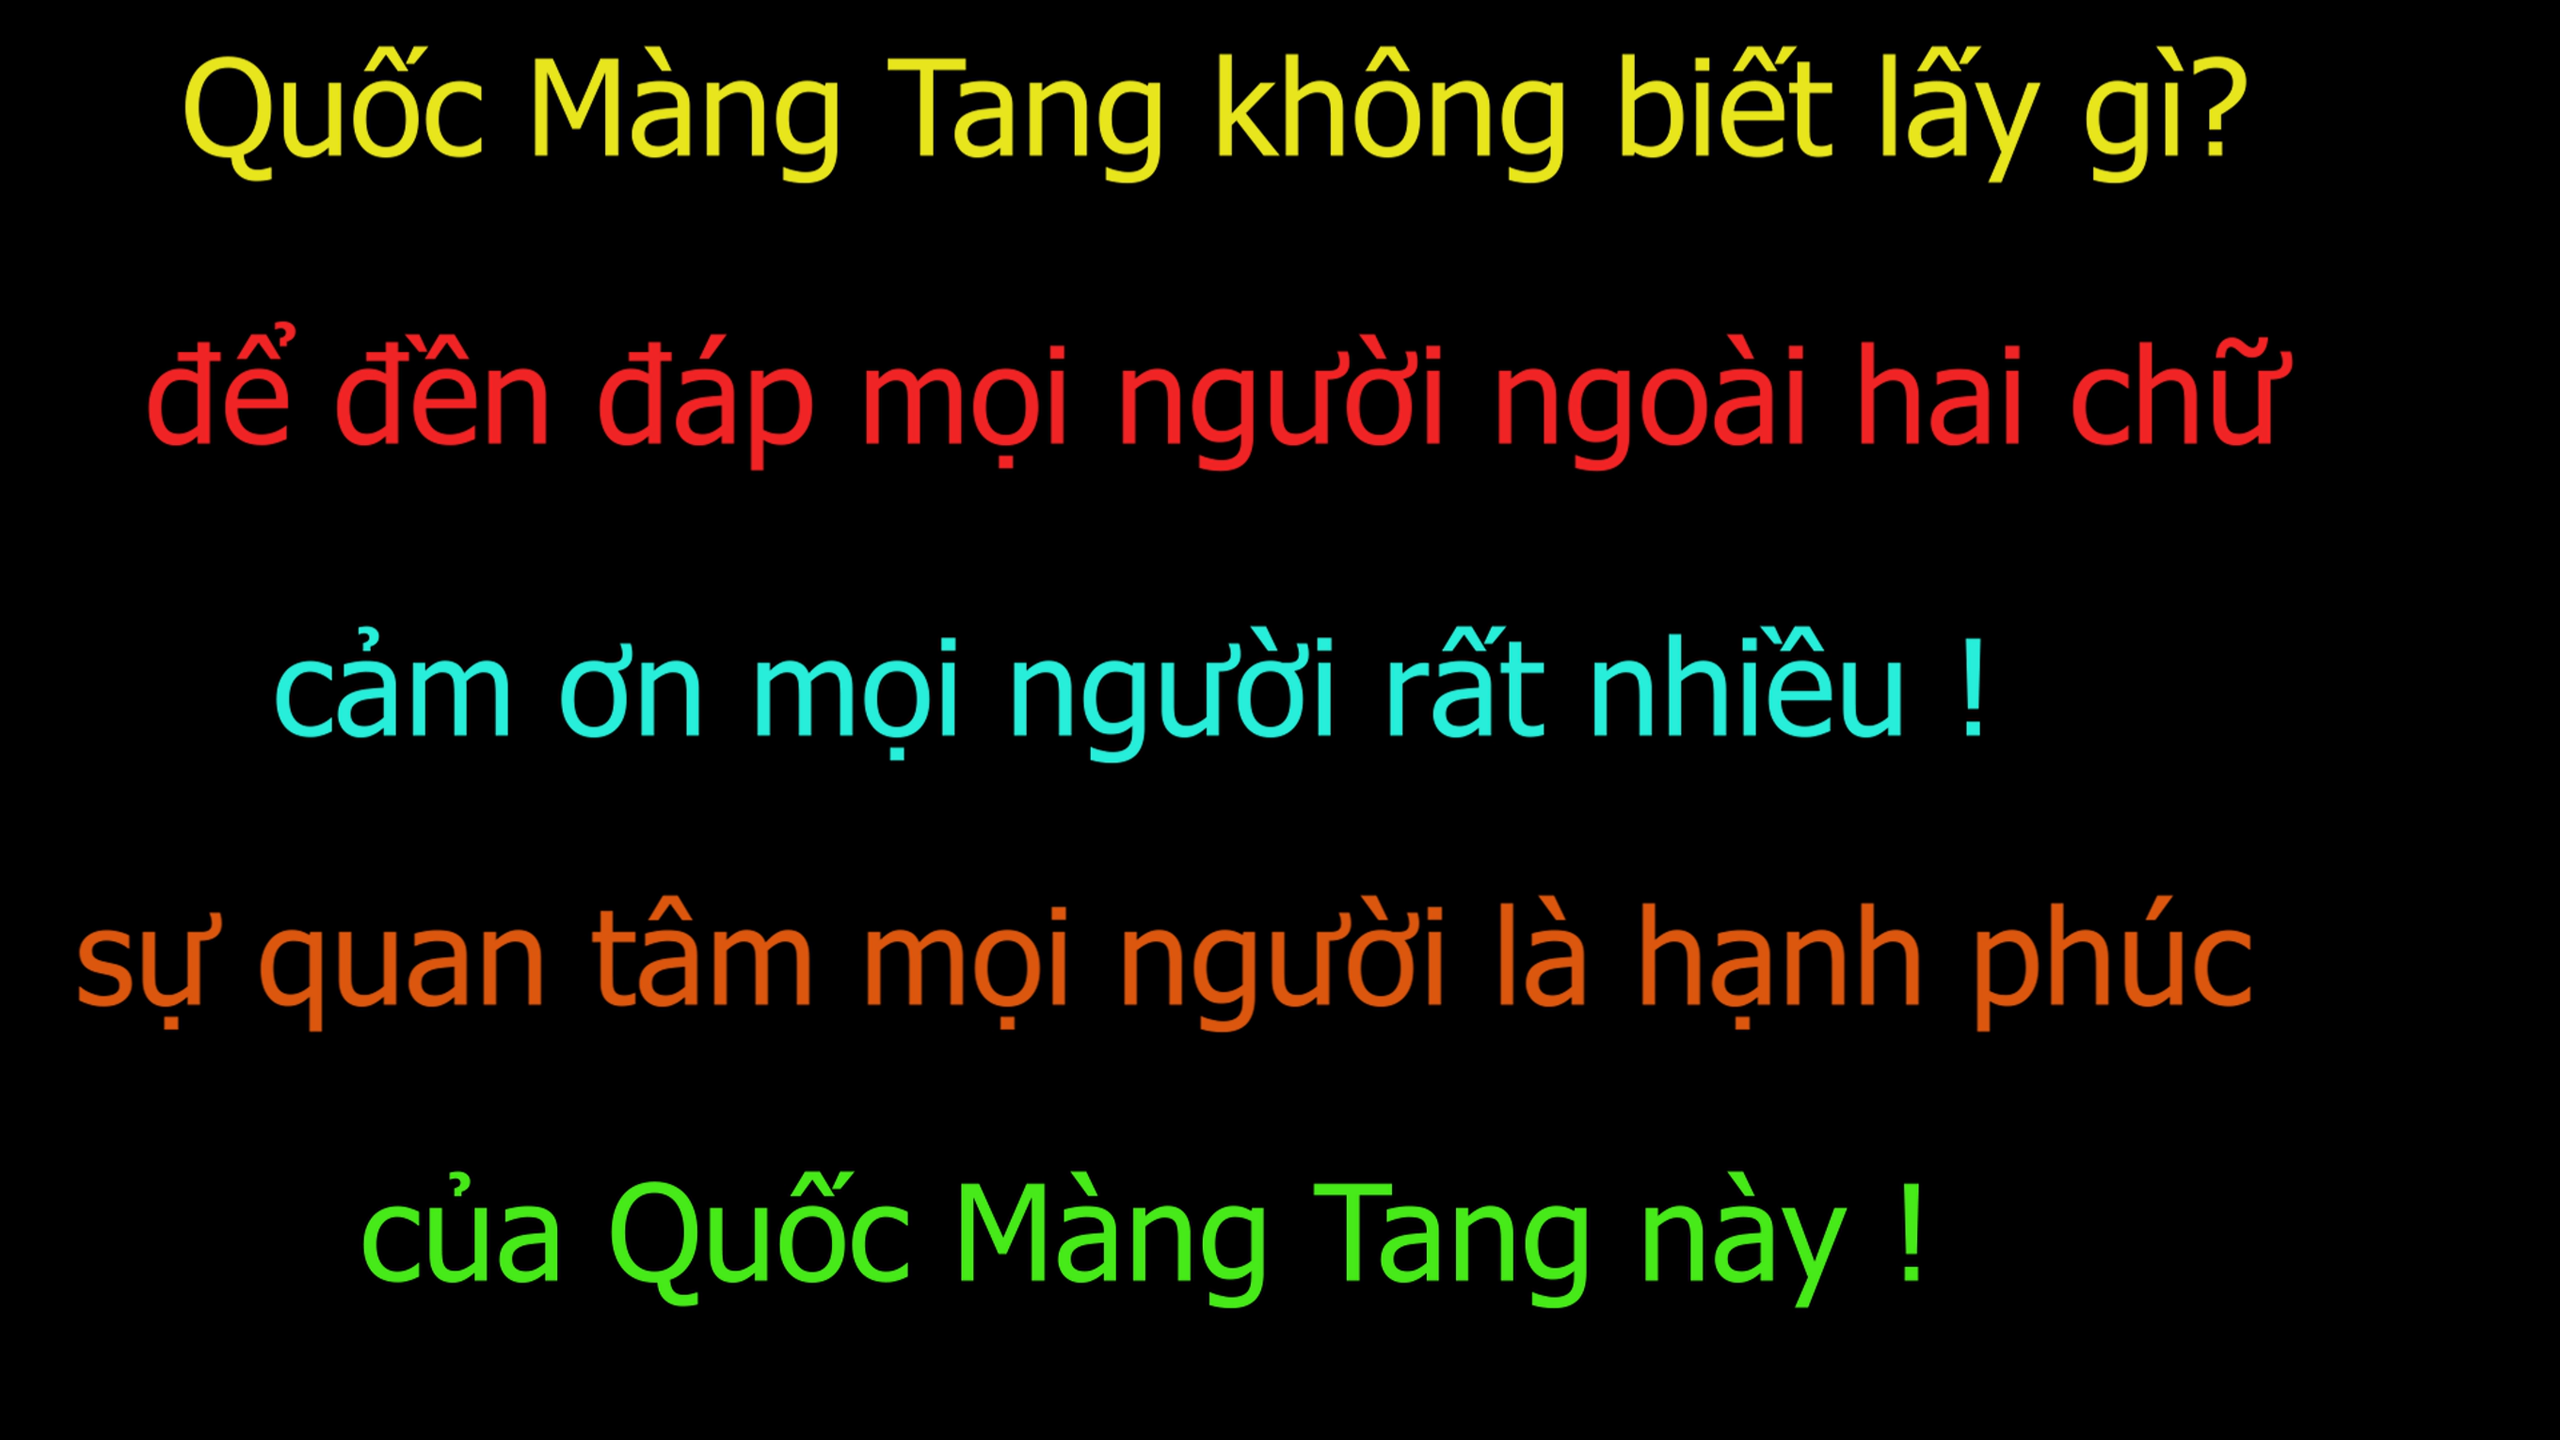 Quốc Màng Tang không biết lấy gì?
để đền đáp mọi người ngoài hai chữ
cảm ơn mọi người rất nhiều !
sự quan tâm mọi người là hạnh phúc
của Quốc Màng Tang này !